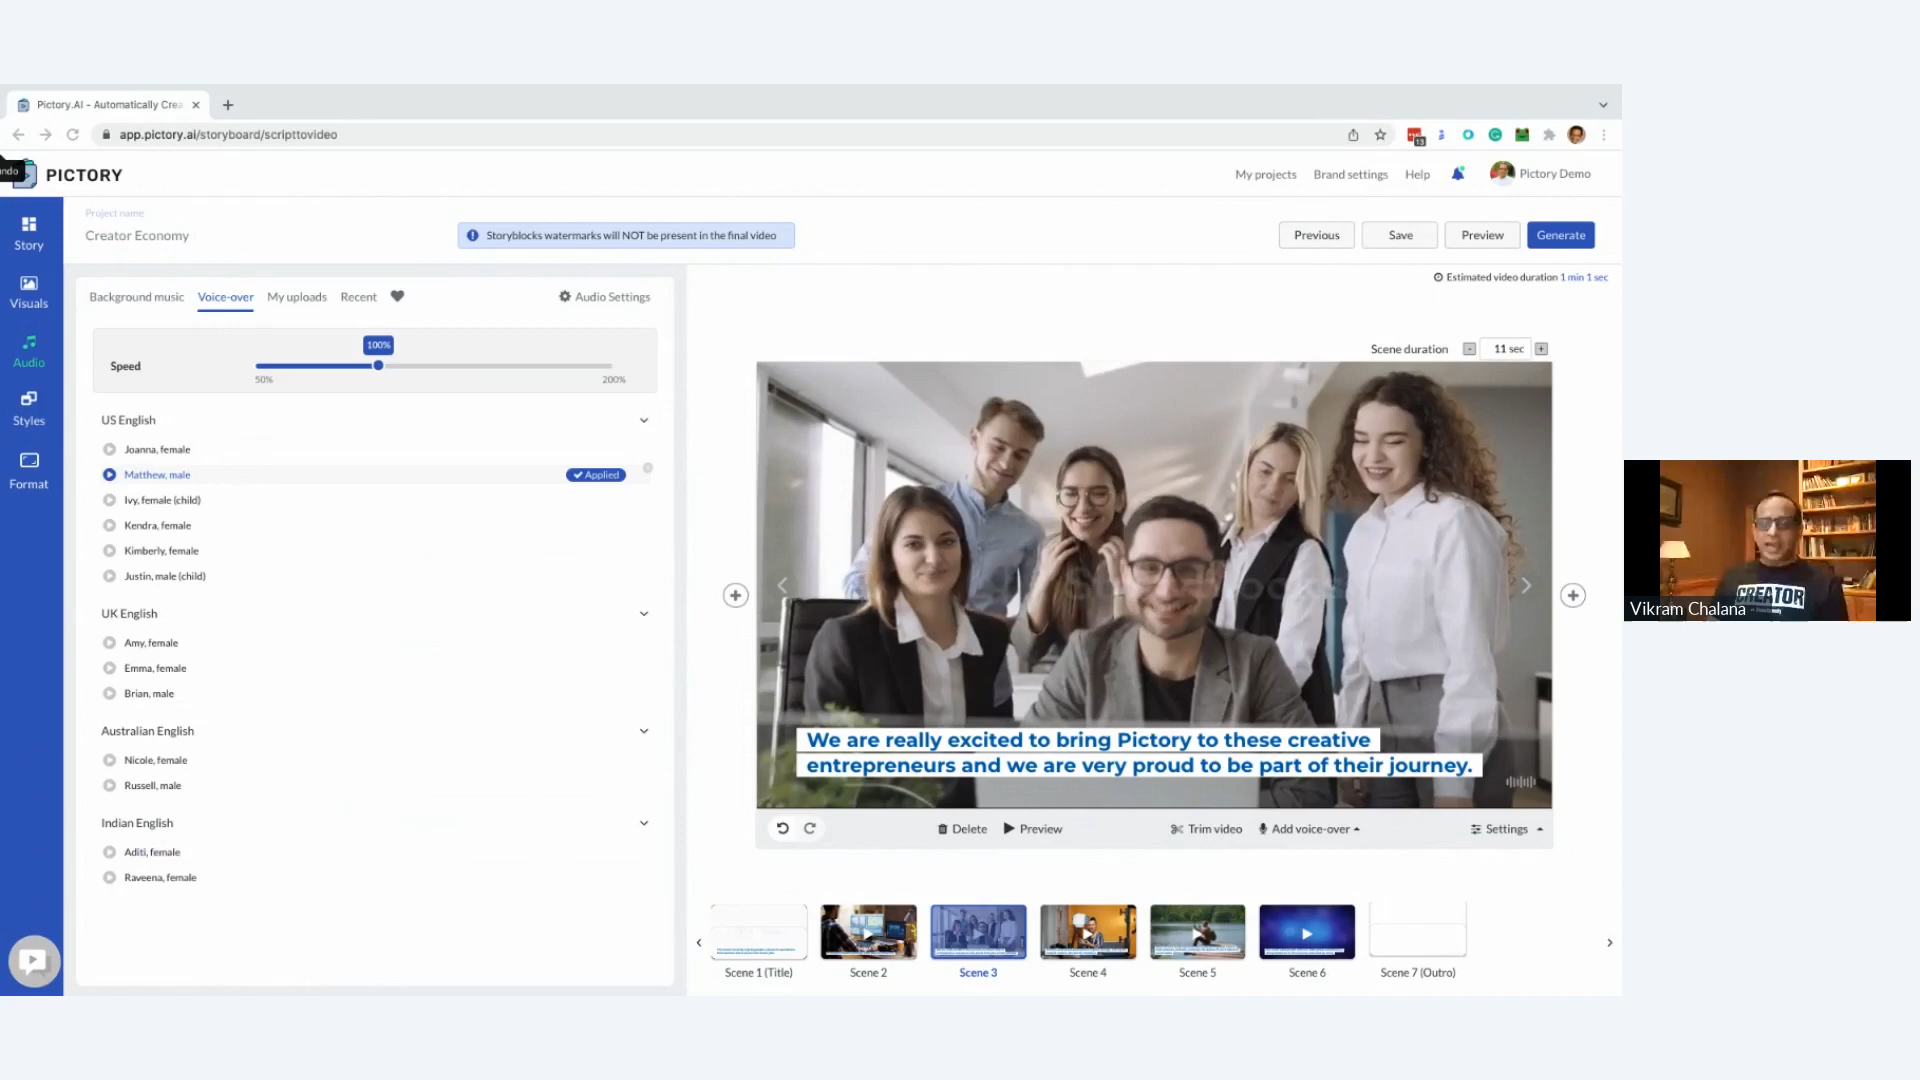 Pictory.AI - Automatically Crea
app.pictory.ai/storyboard/scripttovideo
13
ndo
PICTORY
My projects
Brand settings
Help
Pictory Demo
Story
Visuals
Audio
Styles
Format
Project name
Creator Economy
Storyblocks watermarks will NOT be present in the final video
Previous
Save
Preview
Generate
Estimated video duration 1 min 1 sec
Background music
Voice-over
My uploads
Recent
Audio Settings
Speed
100%
50%
200%
US English
Joanna, female
Matthew, male
Applied
Ivy, female (child)
Kendra, female
Kimberly, female
Justin, male (child)
UK English
Amy, female
Emma, female
Brian, male
Australian English
Nicole, female
Russell, male
Indian English
Aditi, female
Raveena, female
Scene duration
11 sec
We are really excited to bring Pictory to these creative
entrepreneurs and we are very proud to be part of their journey.
Delete
Preview
Trim video
Add voice-over
Settings
Scene 1 (Title)
Scene 2
Scene 3
Scene 4
Scene 5
Scene 6
Scene 7 (Outro)
CREATOR
Vikram Chalana